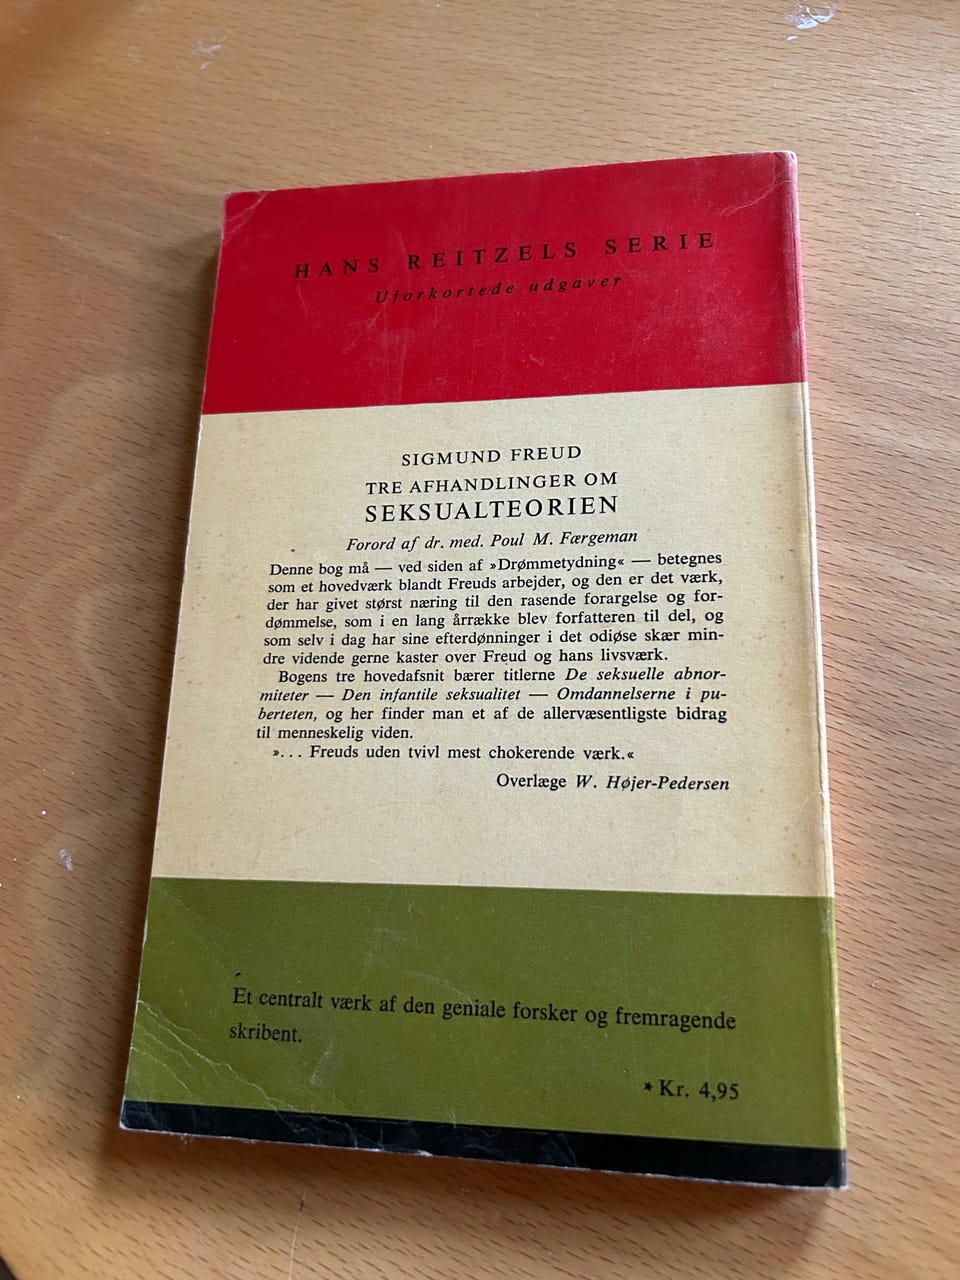 HANS REITZELS SERIE
Uforkortede udgaver
SIGMUND FREUD
TRE AFHANDLINGER OM
SEKSUALTEORIEN
Forord af dr. med. Poul M. Færgeman
Denne bog må — ved siden af »Drømmetydning« — betegnes
som et hovedværk blandt Freuds arbejder, og den er det værk,
der har givet størst næring til den rasende forargelse og for-
dømmelse, som i en lang årrække blev forfatteren til del, og
som selv i dag har sine efterdønninger i det odiøse skær min-
dre vidende gerne kaster over Freud og hans livsværk.
Bogens tre hovedafsnit bærer titlerne De seksuelle abnor-
miteter — Den infantile seksualitet — Omdannelserne i pu-
berteten, og her finder man et af de allervæsentligste bidrag
til menneskelig viden.
»... Freuds uden tvivl mest chokerende værk.«
Overlæge W. Højer-Pedersen
Ét centralt værk af den geniale forsker og fremragende
skribent.
* Kr. 4,95